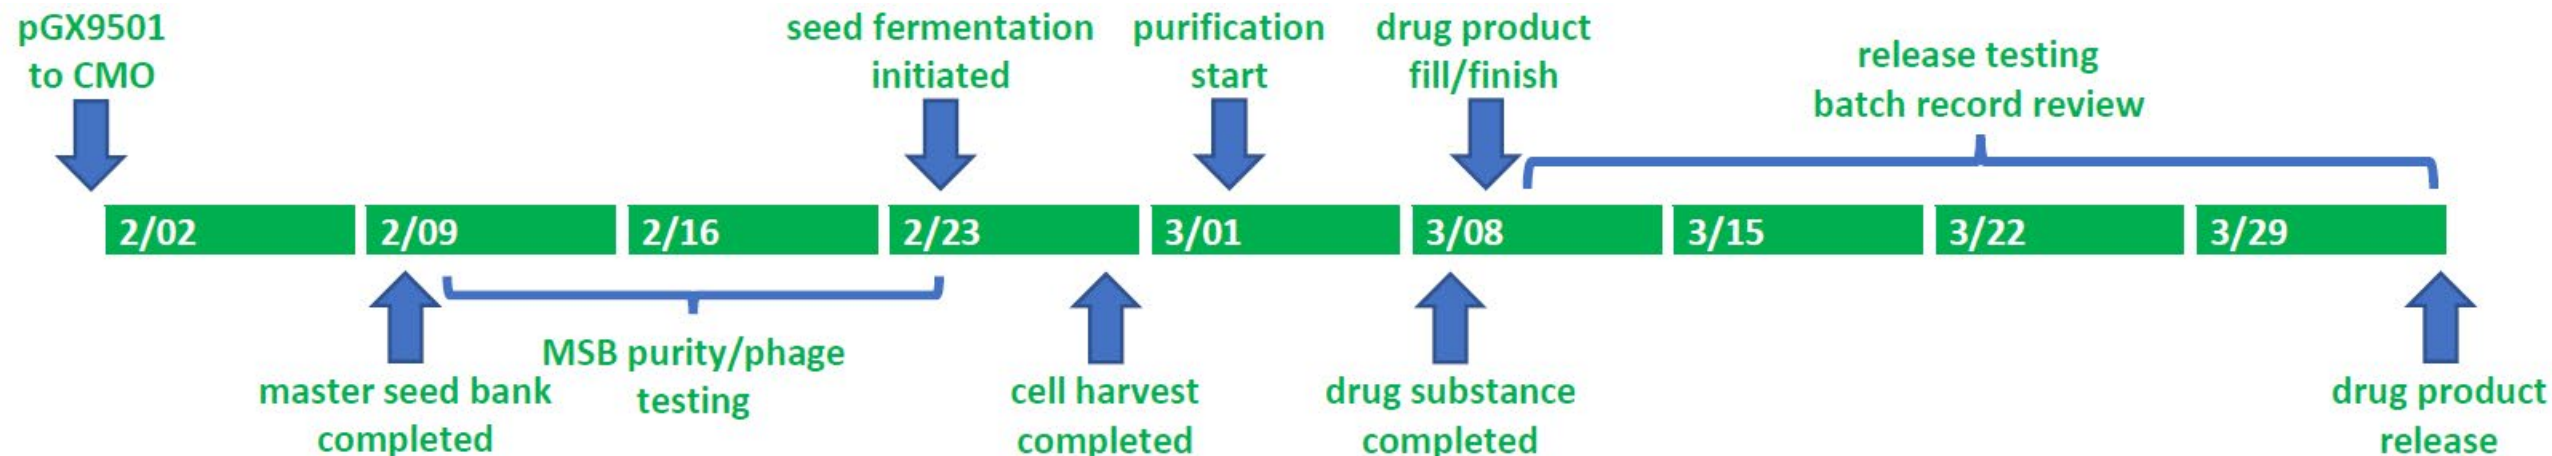 pGX9501
to CMO
seed fermentation
initiated
purification
start
drug product
fill/finish
release testing
batch record review
2/02
2/09
2/16
2/23
3/01
3/08
3/15
3/22
3/29
master seed bank
completed
MSB purity/phage
testing
cell harvest
completed
drug substance
completed
drug product
release